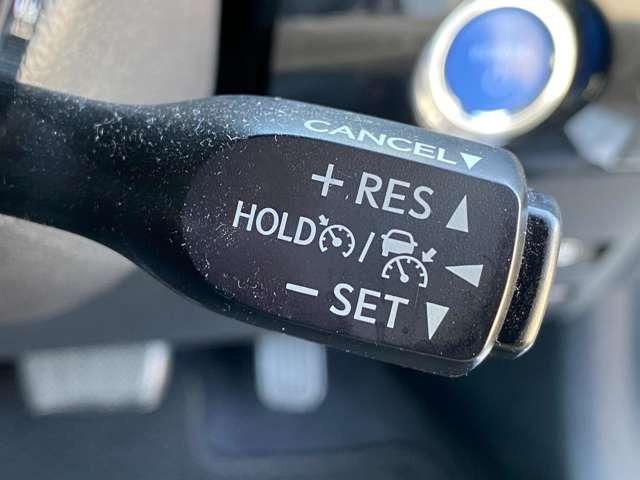 CANCEL
+ RES
HOLD /
− SET